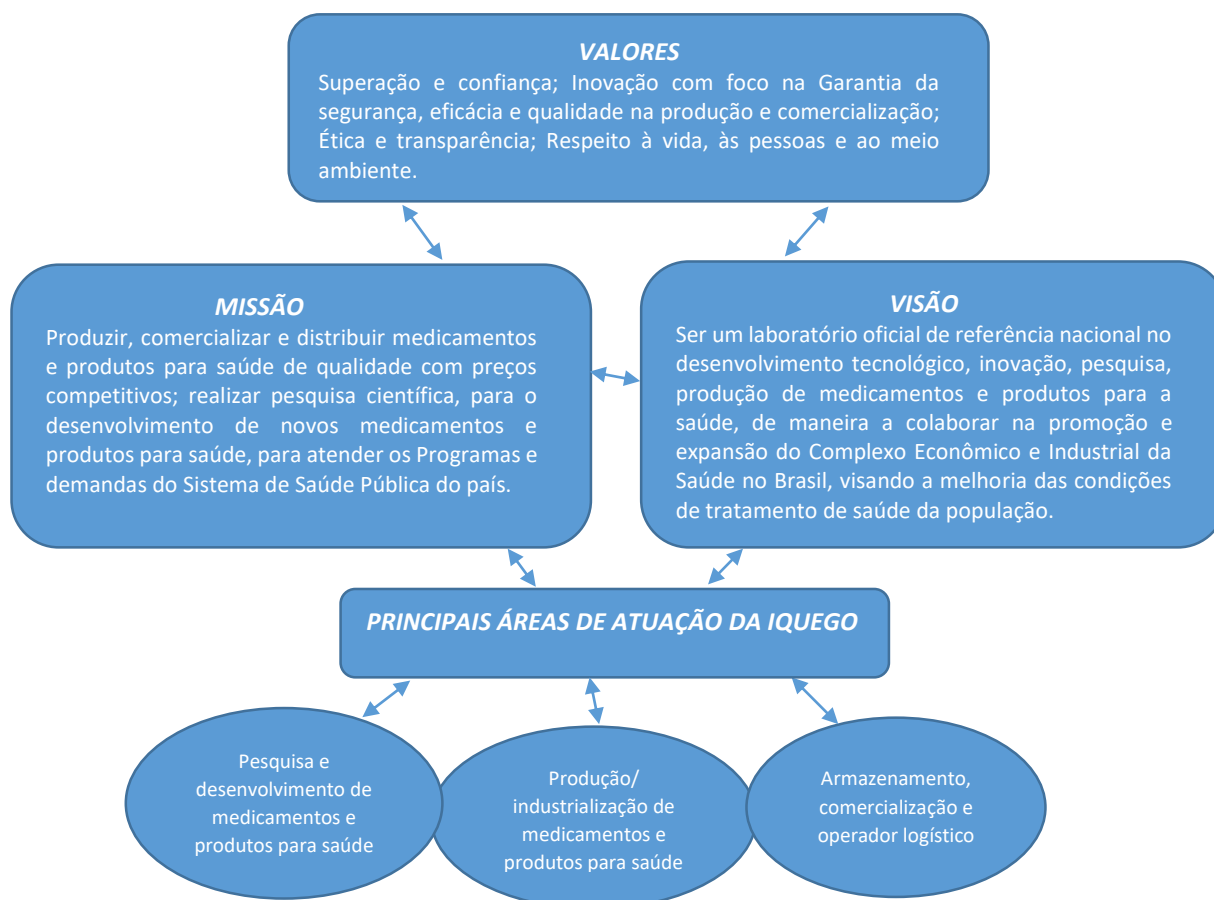 VALORES
Superação e confiança; Inovação com foco na Garantia da
segurança, eficácia e qualidade na produção e comercialização;
Ética e transparência; Respeito à vida, às pessoas e ao meio
ambiente.
MISSÃO
Produzir, comercializar e distribuir medicamentos
e produtos para saúde de qualidade com preços
competitivos; realizar pesquisa científica, para o
desenvolvimento de novos medicamentos e
produtos para saúde, para atender os Programas e
demandas do Sistema de Saúde Pública do país.
VISÃO
Ser um laboratório oficial de referência nacional no
desenvolvimento tecnológico, inovação, pesquisa,
produção de medicamentos e produtos para a
saúde, de maneira a colaborar na promoção e
expansão do Complexo Econômico e Industrial da
Saúde no Brasil, visando a melhoria das condições
de tratamento de saúde da população.
PRINCIPAIS ÁREAS DE ATUAÇÃO DA IQUEGO
Pesquisa e
desenvolvimento de
medicamentos e
produtos para saúde
Produção/
industrialização de
medicamentos e
produtos para saúde
Armazenamento,
comercialização e
operador logístico